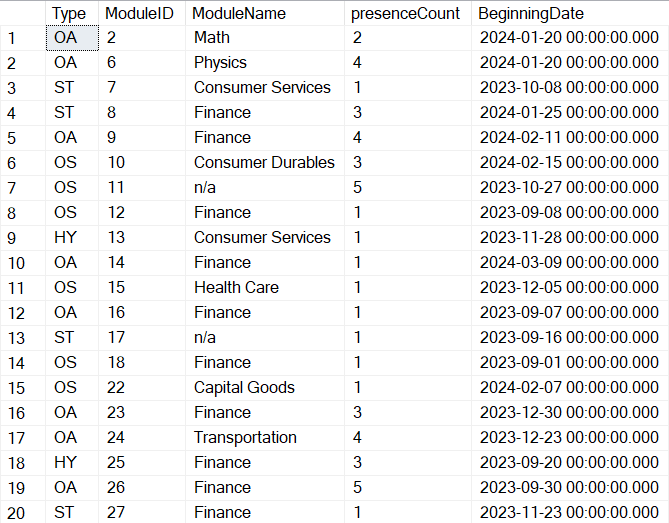 Type ModuleID ModuleName presenceCount BeginningDate
1 OA 2 Math 2 2024-01-20 00:00:00.000
2 OA 6 Physics 4 2024-01-20 00:00:00.000
3 ST 7 Consumer Services 1 2023-10-08 00:00:00.000
4 ST 8 Finance 3 2024-01-25 00:00:00.000
5 OA 9 Finance 4 2024-02-11 00:00:00.000
6 OS 10 Consumer Durables 3 2024-02-15 00:00:00.000
7 OS 11 n/a 5 2023-10-27 00:00:00.000
8 OS 12 Finance 1 2023-09-08 00:00:00.000
9 HY 13 Consumer Services 1 2023-11-28 00:00:00.000
10 OA 14 Finance 1 2024-03-09 00:00:00.000
11 OS 15 Health Care 1 2023-12-05 00:00:00.000
12 OA 16 Finance 1 2023-09-07 00:00:00.000
13 ST 17 n/a 1 2023-09-16 00:00:00.000
14 OS 18 Finance 1 2023-09-01 00:00:00.000
15 OS 22 Capital Goods 1 2024-02-07 00:00:00.000
16 OA 23 Finance 3 2023-12-30 00:00:00.000
17 OA 24 Transportation 4 2023-12-23 00:00:00.000
18 HY 25 Finance 3 2023-09-20 00:00:00.000
19 OA 26 Finance 5 2023-09-30 00:00:00.000
20 ST 27 Finance 1 2023-11-23 00:00:00.000